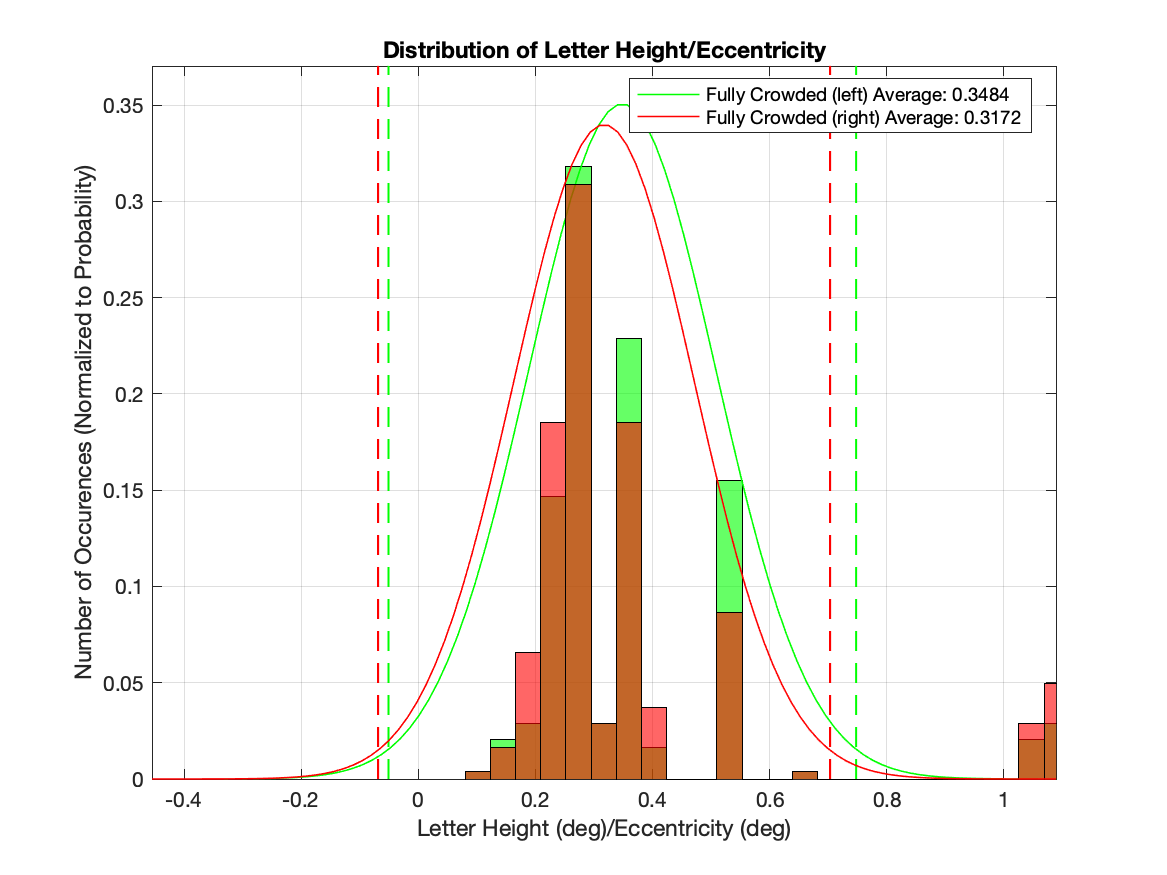 Distribution of Letter Height/Eccentricity
Fully Crowded (left) Average: 0.3484
Fully Crowded (right) Average: 0.3172
Number of Occurences (Normalized to Probability)
0.35
0.3
0.25
0.2
0.15
0.1
0.05
0
-0.4 -0.2 0 0.2 0.4 0.6 0.8 1
Letter Height (deg)/Eccentricity (deg)